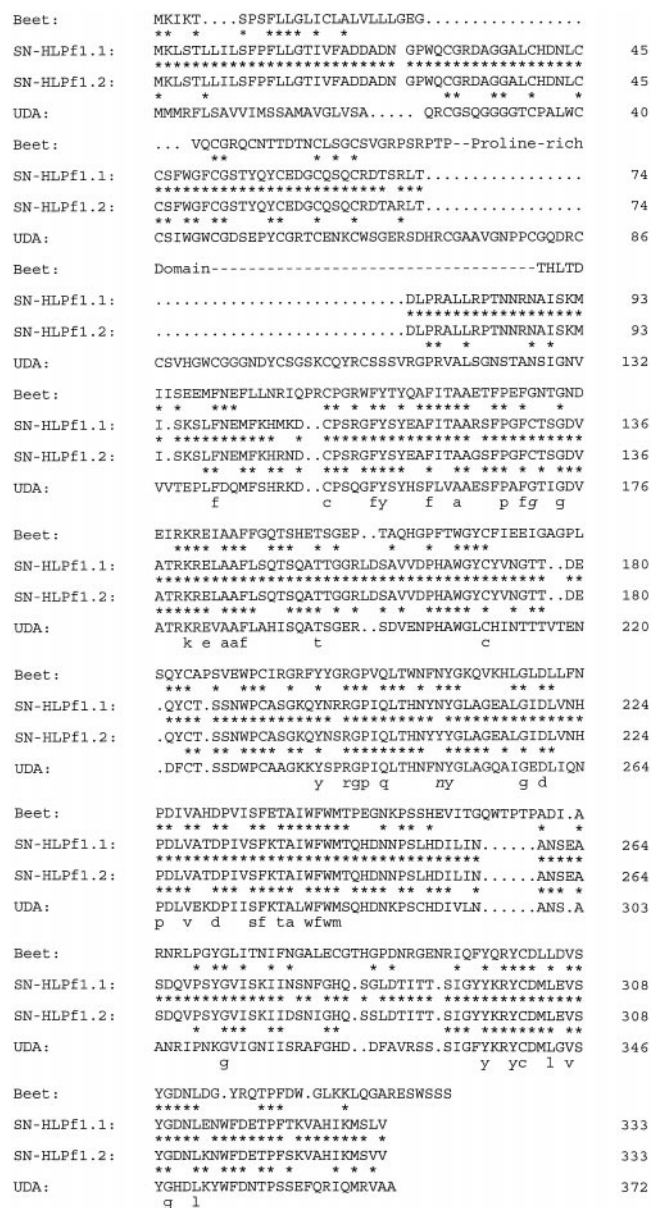 Beet: MKIKT....SPSFLLGLICLALVLLLGEG.................
** * * **** * *
SN-HLPf1.1: MKLSTLLILSFPFLLGTIVFADDADN GPWQCGRDAGGALCHDNLC 45
**********************************************
SN-HLPf1.2: MKLSTLLILSFPFLLGTIVFADDADN GPWQCGRDAGGALCHDNLC 45
* * ** ** * *
UDA: MMMRFLSAVVIMSSAMAVGLVSA.....QRCGSQGGGGTCPALWC 40
Beet: ... VQCGRQCNTTDTNCLSGCSVGRPSRPTP--Proline-rich
** * * *
SN-HLPf1.1: CSFWGFCGSTYQYCEDGCQSQCRDTSRLT................ 74
************************* ***
SN-HLPf1.2: CSFWGFCGSTYQYCEDGCQSQCRDTARLT................ 74
** ** ** ** * * *
UDA: CSIWGWCGDSEPYCGRTCENKCWSGERSDHRCGAAVGNPPCGQDRC 86
Beet: Domain----------------------------------THLTD
SN-HLPf1.1: ...........................DLPRALLRPTNNRNAISKM 93
*******************
SN-HLPf1.2: ...........................DLPRALLRPTNNRNAISKM 93
** * * *
UDA: CSVHGWCGGGNDYCSGSKCQYRCSSSVRGPRVALSGNSTANSIGNV 132
Beet: IISEEMFNEFLLNRIQPRCPGRWFYTYQAFITAAETFPEFGNTGND
* * *** ** * ** * ***** *** * *
SN-HLPf1.1: I.SKSLFNEMFKHMKD..CPSRGFYSYEAFITAARSFPGFCTSGDV 136
SN-HLPf1.2: I.SKSLFNEMFKHRND..CPSRGFYSYEAFITAAGSFPGFCTSGDV 136
UDA: VVTEPLFDQMFSHRKD..CPSQGFYSYHSFLVAAESFPAFGTIGDV 176
f c fy f a p fg g
Beet: EIRKREIAAFFGQTSHETSGEP..TAQHGPFTWGYCFIEEIGAGPL
SN-HLPf1.1: ATRKRELAAFLSQTSQATTGGRLDSAVVDPHAWGYCYVNGTT..DE 180
SN-HLPf1.2: ATRKRELAAFLSQTSQATTGGRLDSAVVDPHAWGYCYVNGTT..DE 180
UDA: ATRKREVAAFLAHISQATSGER..SDVENPHAWGLCHINTTTVTEN 220
k e aaf t c
Beet: SQYCAPSVEWPCIRGRFYYGRGPVQLTWNFNYGKQVKHLGLDLLFN
SN-HLPf1.1: .QYCT.SSNWPCASGKQYNRRGPIQLTHNYNYGLAGEALGIDLVNH 224
SN-HLPf1.2: .QYCT.SSNWPCASGKQYNSRGPIQLTHNYYYGLAGEALGIDLVNH 224
UDA: .DFCT.SSDWPCAAGKKYSPRGPIQLTHNFNYGLAGQAIGEDLIQN 264
y rgp q ny g d
Beet: PDIVAHDPVISFETAIWFWMTPEGNKPSSHEVITGQWTPTPADI.A
SN-HLPf1.1: PDLVATDPIVSFKTAIWFWMTQHDNNPSLHDILIN......ANSEA 264
SN-HLPf1.2: PDLVATDPIVSFKTAIWFWMTQHDNNPSLHDILIN......ANSEA 264
UDA: PDLVEKDPIISFKTALWFWMSQHDNKPSCHDIVLN......ANS.A 303
p v d sf ta wfwm
Beet: RNRLPGYGLITNIFNGALECGTHGPDNRGENRIQFYQRYCDLLDVS
SN-HLPf1.1: SDQVPSYGVISKIINSNFGHQ.SGLDTITT.SIGYYKRYCDMLEVS 308
SN-HLPf1.2: SDQVPSYGVISKIIDSNIGHQ.SSLDTITT.SIGYYKRYCDMLEVS 308
UDA: ANRIPNKGVIGNIISRAFGHD..DFAVRSS.SIGFYKRYCDMLGVS 346
g y yc l v
Beet: YGDNLDG.YRQTPFDW.GLKKLQGARESWSSS
***** *** *
SN-HLPf1.1: YGDNLENWFDETPFTKVAHIKMSLV 333
SN-HLPf1.2: YGDNLKNWFDETPFSKVAHIKMSVV 333
UDA: YGHDLKYWFDNTPSSEFQRIQMRVAA 372
g l